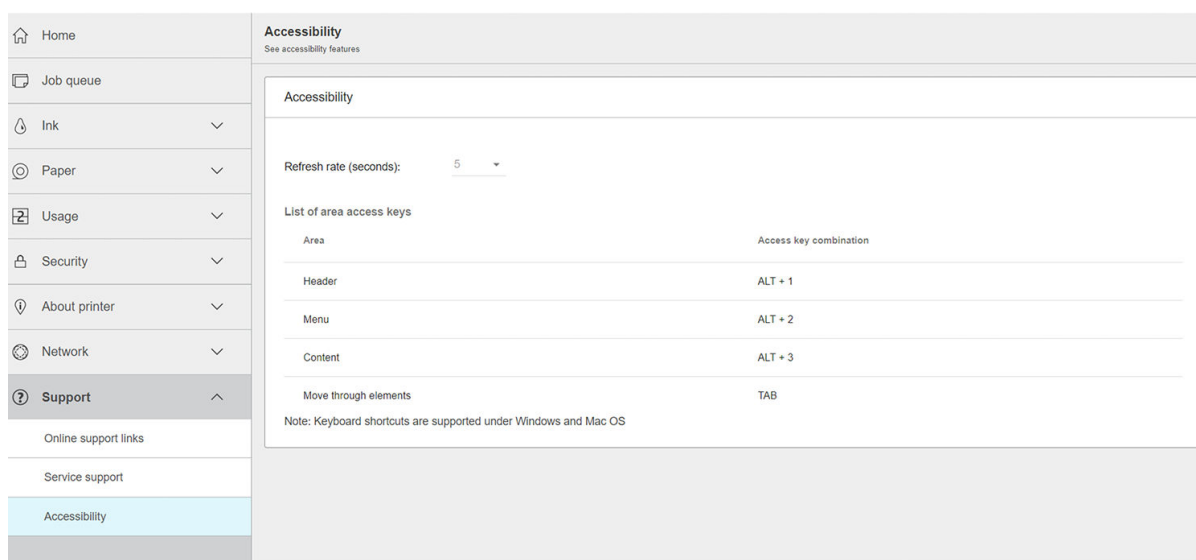 Home
Job queue
Ink
Paper
Usage
Security
About printer
Network
Support
Online support links
Service support
Accessibility
Accessibility
See accessibility features
Accessibility
Refresh rate (seconds): 5
List of area access keys
Area Access key combination
Header ALT + 1
Menu ALT + 2
Content ALT + 3
Move through elements TAB
Note: Keyboard shortcuts are supported under Windows and Mac OS